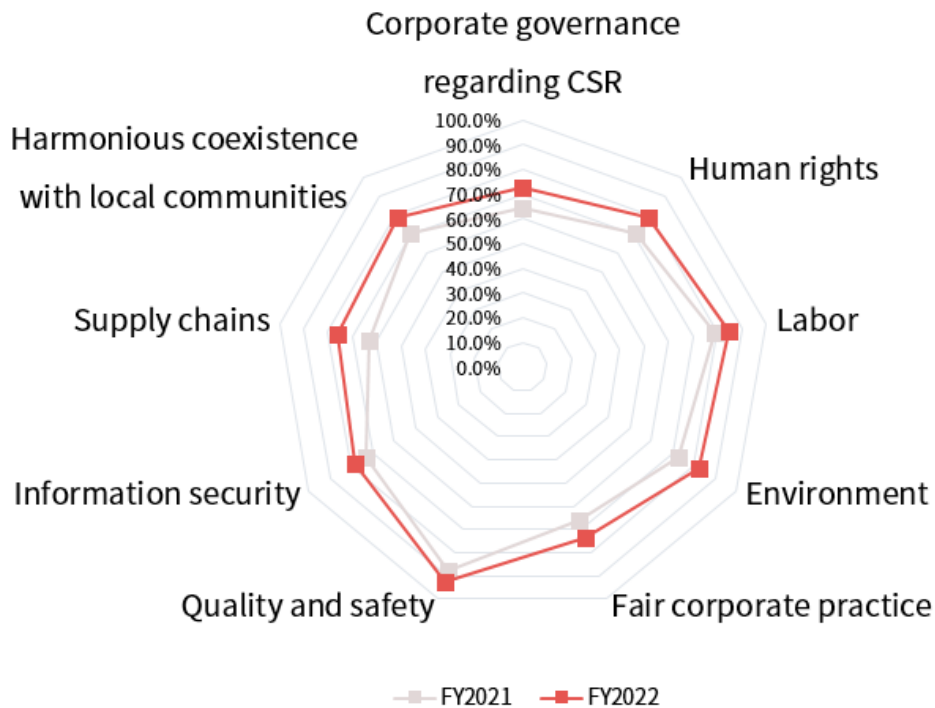 Corporate governance
regarding CSR
Harmonious coexistence
with local communities
100.0%
90.0%
80.0%
70.0%
60.0%
50.0%
40.0%
30.0%
20.0%
10.0%
0.0%
Human rights
Supply chains
Labor
Information security
Environment
Quality and safety
Fair corporate practice
FY2021
FY2022